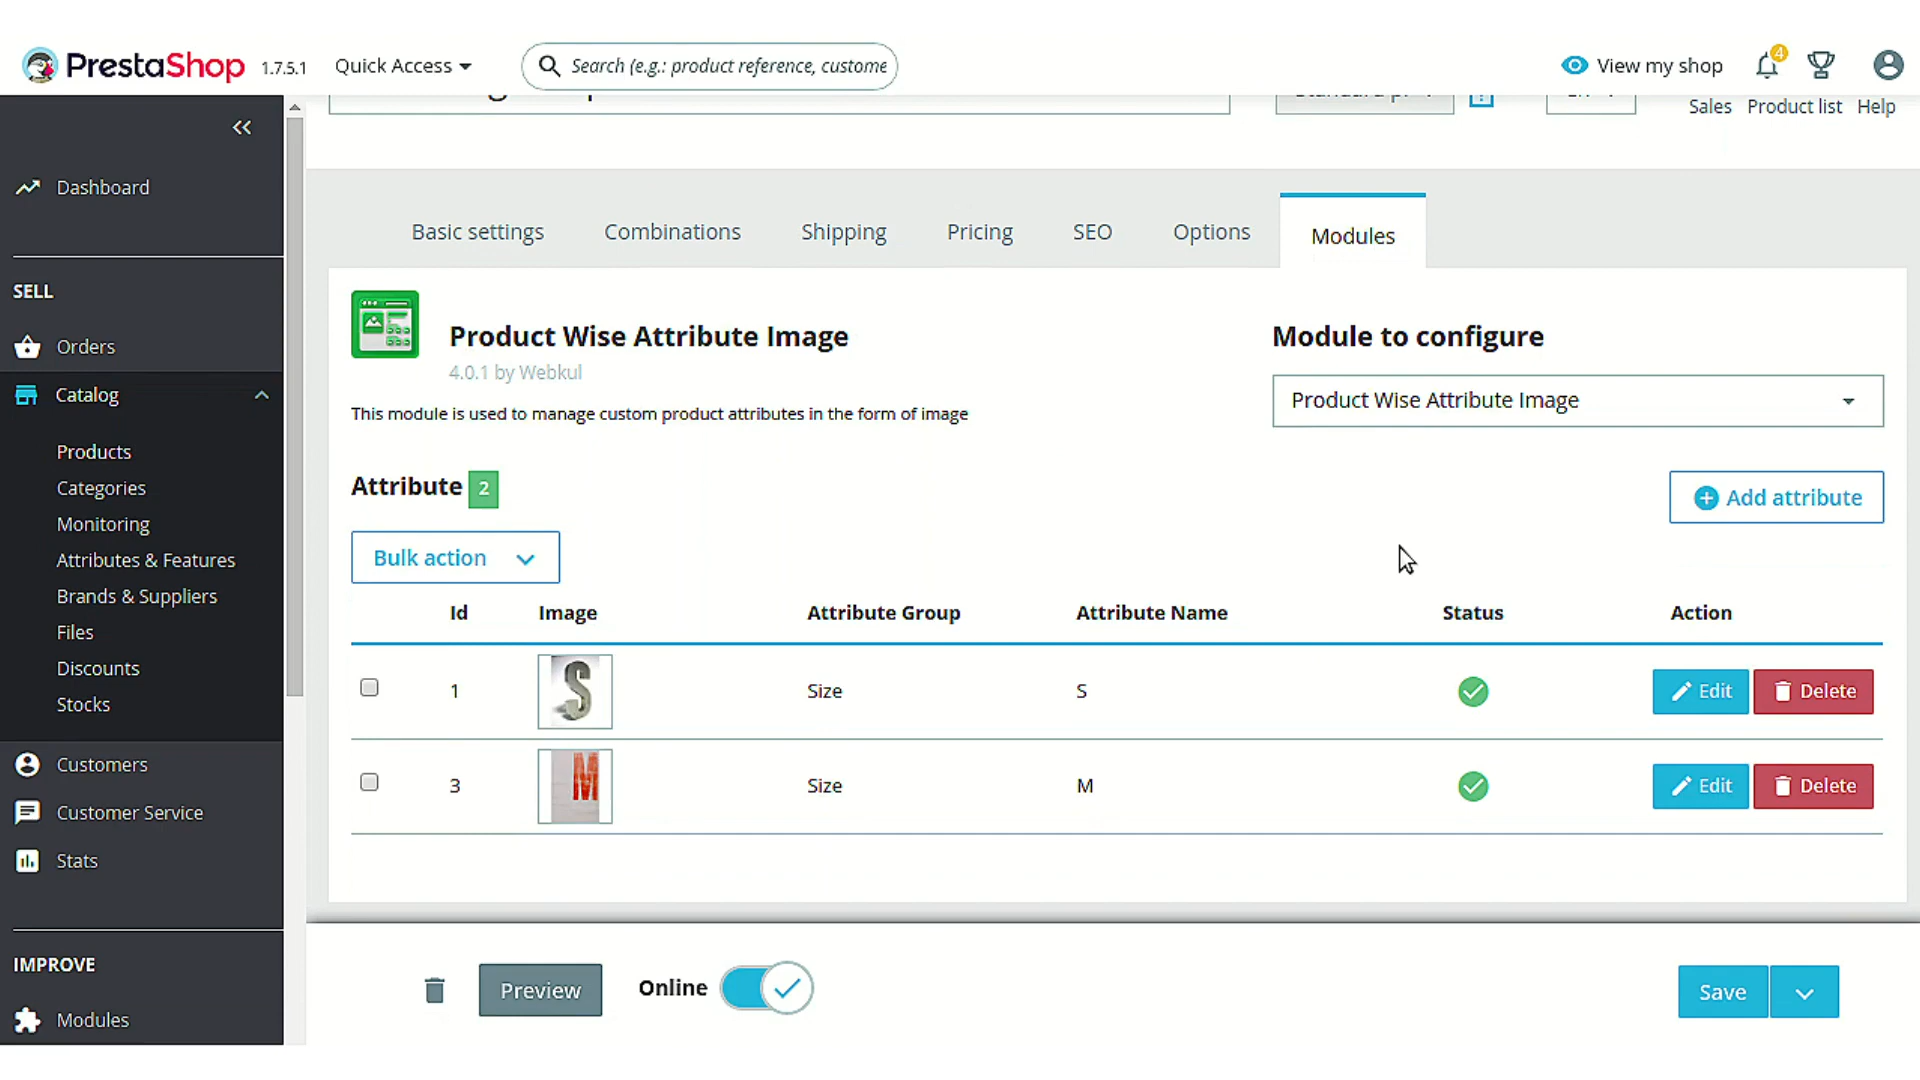 PrestaShop 1.7.5.1 Quick Access Search (e.g.: product reference, custome View my shop 4
Sales Product list Help
Dashboard
SELL
Orders
Catalog
Products
Categories
Monitoring
Attributes & Features
Brands & Suppliers
Files
Discounts
Stocks
Customers
Customer Service
Stats
IMPROVE
Modules
Basic settings Combinations Shipping Pricing SEO Options Modules
Product Wise Attribute Image
4.0.1 by Webkul
This module is used to manage custom product attributes in the form of image
Module to configure
Product Wise Attribute Image
Attribute 2
Add attribute
Bulk action
Id Image Attribute Group Attribute Name Status Action
1 S Size S Edit Delete
3 M Size M Edit Delete
Preview Online Save